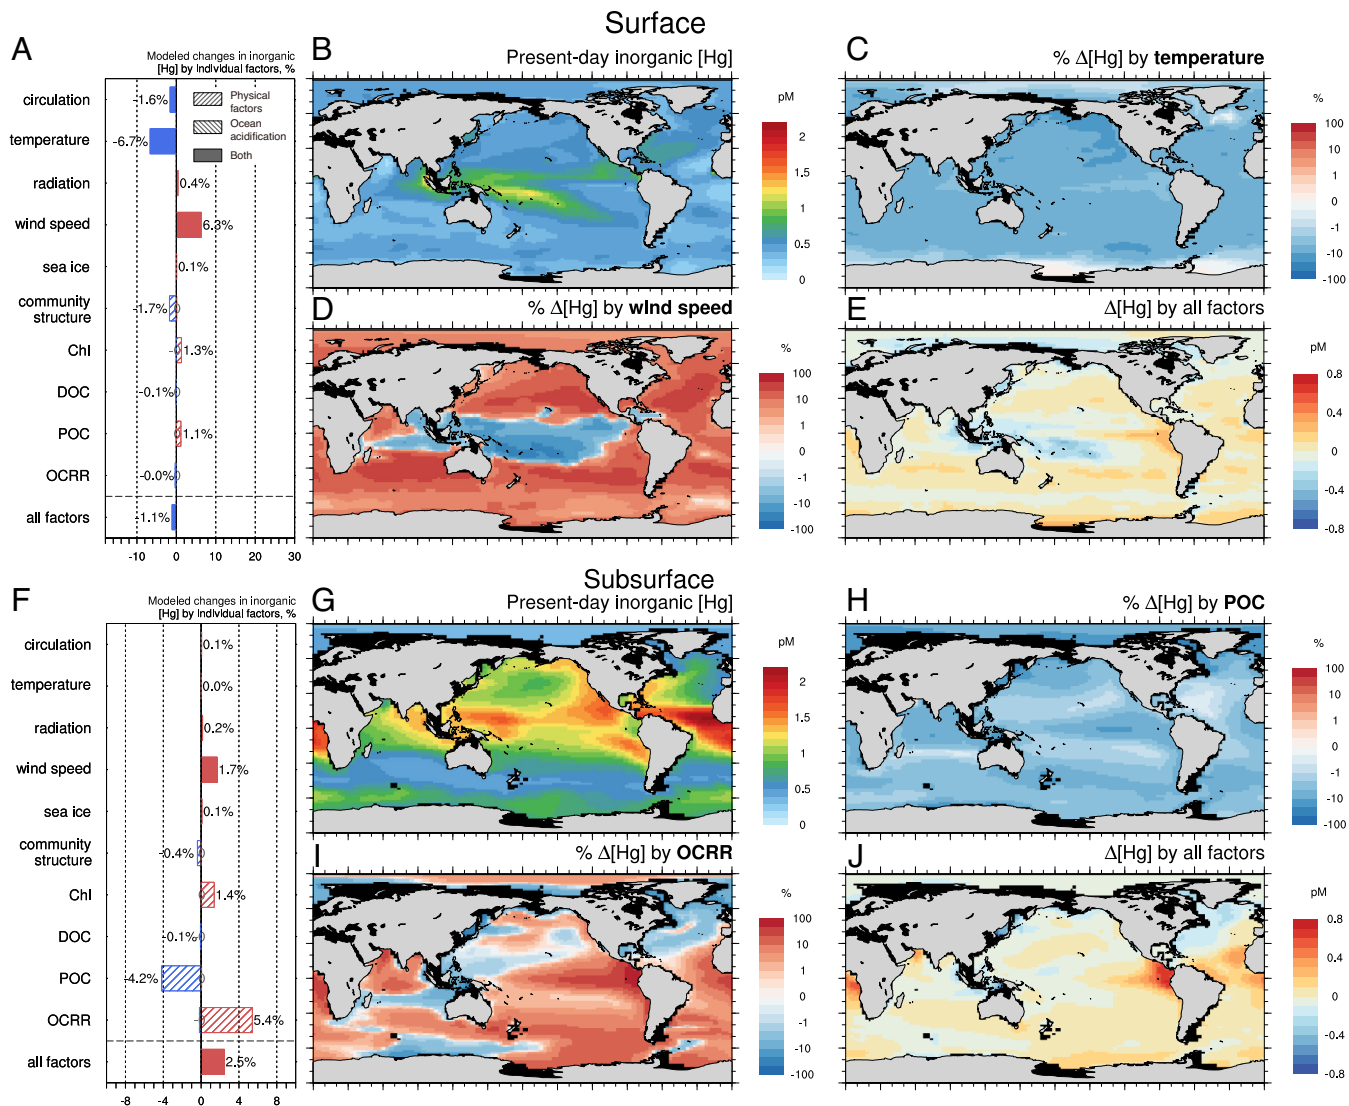 Surface
A
Modeled changes in inorganic
[Hg] by Individual factors, %
circulation
-1.6%
Physical
factors
Ocean
acidification
Both
temperature
-6.7%
radiation
0.4%
wind speed
6.3%
sea ice
0.1%
community
structure
-1.7%
0
Chl
-0
1.3%
DOC
-0.1%
0
POC
0
1.1%
OCRR
-0.0%
0
all factors
-1.1%
-10 0 10 20 30
B
Present-day inorganic [Hg]
pM
2
1.5
1
0.5
0
C
% Δ[Hg] by temperature
%
100
10
1
0
-1
-10
-100
D
% Δ[Hg] by wInd speed
%
100
10
1
0
-1
-10
-100
E
Δ[Hg] by all factors
pM
0.8
0.4
0
-0.4
-0.8
Subsurface
F
Modeled changes in inorganic
[Hg] by Individual factors, %
circulation
0.1%
temperature
0.0%
radiation
0.2%
wind speed
1.7%
sea ice
0.1%
community
structure
-0.4%
0
Chl
0
1.4%
DOC
-0.1%
0
POC
-4.2%
0
OCRR
-0
5.4%
all factors
2.5%
-8 -4 0 4 8
G
Present-day inorganic [Hg]
pM
2
1.5
1
0.5
0
H
% Δ[Hg] by POC
%
100
10
1
0
-1
-10
-100
I
% Δ[Hg] by OCRR
%
100
10
1
0
-1
-10
-100
J
Δ[Hg] by all factors
pM
0.8
0.4
0
-0.4
-0.8